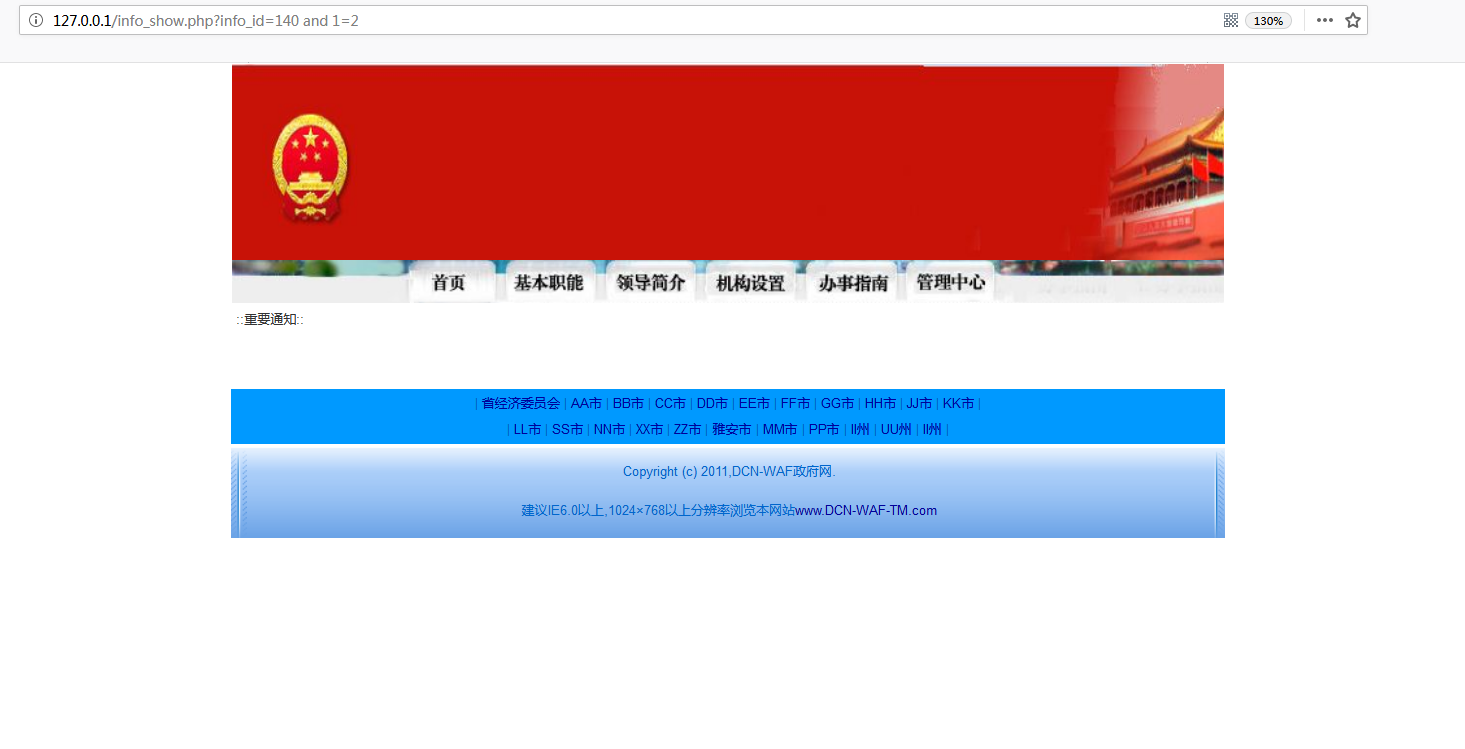 127.0.0.1/info_show.php?info_id=140 and 1=2
130%
首页 基本职能 领导简介 机构设置 办事指南 管理中心
::重要通知::
| 省经济委员会 | AA市 | BB市 | CC市 | DD市 | EE市 | FF市 | GG市 | HH市 | JJ市 | KK市 |
| LL市 | SS市 | NN市 | XX市 | ZZ市 | 雅安市 | MM市 | PP市 | II州 | UU州 | II州 |
Copyright (c) 2011,DCN-WAF政府网.
建议IE6.0以上,1024×768以上分辨率浏览本网站www.DCN-WAF-TM.com